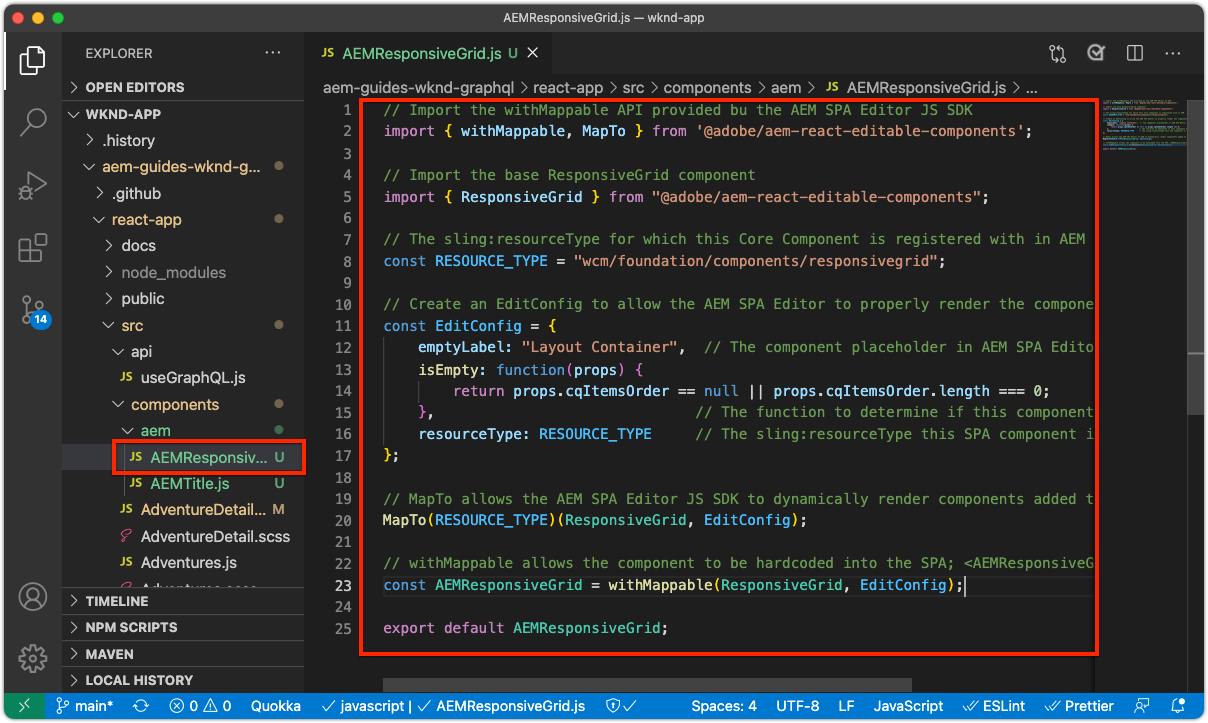 AEMResponsiveGrid.js — wknd-app
EXPLORER
···
OPEN EDITORS
WKND-APP
.history
aem-guides-wknd-g...
.github
react-app
docs
node_modules
public
src
api
JS useGraphQL.js
components
aem
JS AEMResponsiv... U
JS AEMTitle.js U
JS AdventureDetail... M
AdventureDetail.scss
JS Adventures.js
TIMELINE
NPM SCRIPTS
MAVEN
LOCAL HISTORY
14
JS AEMResponsiveGrid.js U
···
aem-guides-wknd-graphql > react-app > src > components > aem > JS AEMResponsiveGrid.js > ...
1 // Import the withMappable API provided bu the AEM SPA Editor JS SDK
2 import { withMappable, MapTo } from '@adobe/aem-react-editable-components';
3
4 // Import the base ResponsiveGrid component
5 import { ResponsiveGrid } from "@adobe/aem-react-editable-components";
6
7 // The sling:resourceType for which this Core Component is registered with in AEM
8 const RESOURCE_TYPE = "wcm/foundation/components/responsivegrid";
9
10 // Create an EditConfig to allow the AEM SPA Editor to properly render the compone
11 const EditConfig = {
12 emptyLabel: "Layout Container", // The component placeholder in AEM SPA Edito
13 isEmpty: function(props) {
14 return props.cqItemsOrder == null || props.cqItemsOrder.length === 0;
15 }, // The function to determine if this component
16 resourceType: RESOURCE_TYPE // The sling:resourceType this SPA component i
17 };
18
19 // MapTo allows the AEM SPA Editor JS SDK to dynamically render components added t
20 MapTo(RESOURCE_TYPE)(ResponsiveGrid, EditConfig);
21
22 // withMappable allows the component to be hardcoded into the SPA; <AEMResponsiveG
23 const AEMResponsiveGrid = withMappable(ResponsiveGrid, EditConfig);
24
25 export default AEMResponsiveGrid;
main* 0 0 Quokka javascript | AEMResponsiveGrid.js Spaces: 4 UTF-8 LF JavaScript ESLint Prettier